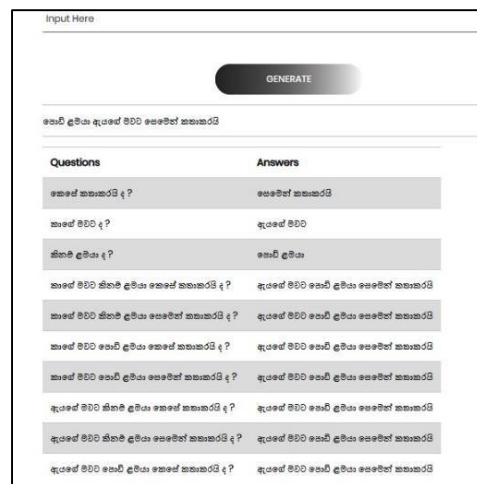 Input Here
GENERATE
පොඩි ළමයා ඇයගේ මවට සෙමෙන් කතාකරයි
Questions Answers
කෙසේ කතාකරයි ද ? සෙමෙන් කතාකරයි
කාගේ මවට ද ? ඇයගේ මවට
කිනම් ළමයා ද ? පොඩි ළමයා
කාගේ මවට කිනම් ළමයා කෙසේ කතාකරයි ද ? ඇයගේ මවට පොඩි ළමයා සෙමෙන් කතාකරයි
කාගේ මවට කිනම් ළමයා සෙමෙන් කතාකරයි ද ? ඇයගේ මවට පොඩි ළමයා සෙමෙන් කතාකරයි
කාගේ මවට පොඩි ළමයා කෙසේ කතාකරයි ද ? ඇයගේ මවට පොඩි ළමයා සෙමෙන් කතාකරයි
කාගේ මවට පොඩි ළමයා සෙමෙන් කතාකරයි ද ? ඇයගේ මවට පොඩි ළමයා සෙමෙන් කතාකරයි
ඇයගේ මවට කිනම් ළමයා කෙසේ කතාකරයි ද ? ඇයගේ මවට පොඩි ළමයා සෙමෙන් කතාකරයි
ඇයගේ මවට කිනම් ළමයා සෙමෙන් කතාකරයි ද ? ඇයගේ මවට පොඩි ළමයා සෙමෙන් කතාකරයි
ඇයගේ මවට පොඩි ළමයා කෙසේ කතාකරයි ද ? ඇයගේ මවට පොඩි ළමයා සෙමෙන් කතාකරයි